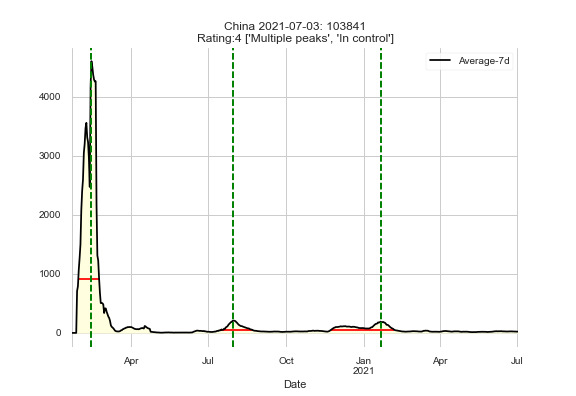 China 2021-07-03: 103841
Rating:4 ['Multiple peaks', 'In control']
Average-7d
4000
3000
2000
1000
0
Apr
Jul
Oct
Jan
2021
Apr
Jul
Date